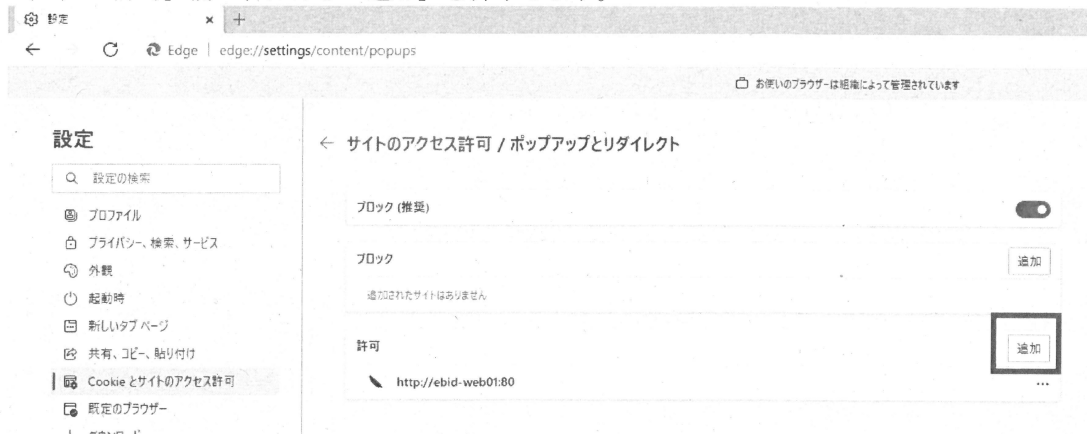 設定
Edge | edge://settings/content/popups
お使いのブラウザーは組織によって管理されています
設定
設定の検索
プロファイル
プライバシー、検索、サービス
外観
起動時
新しいタブ ページ
共有、コピー、貼り付け
Cookie とサイトのアクセス許可
既定のブラウザー
サイトのアクセス許可 / ポップアップとリダイレクト
ブロック (推奨)
ブロック
追加
追加されたサイトはありません
許可
追加
http://ebid-web01:80